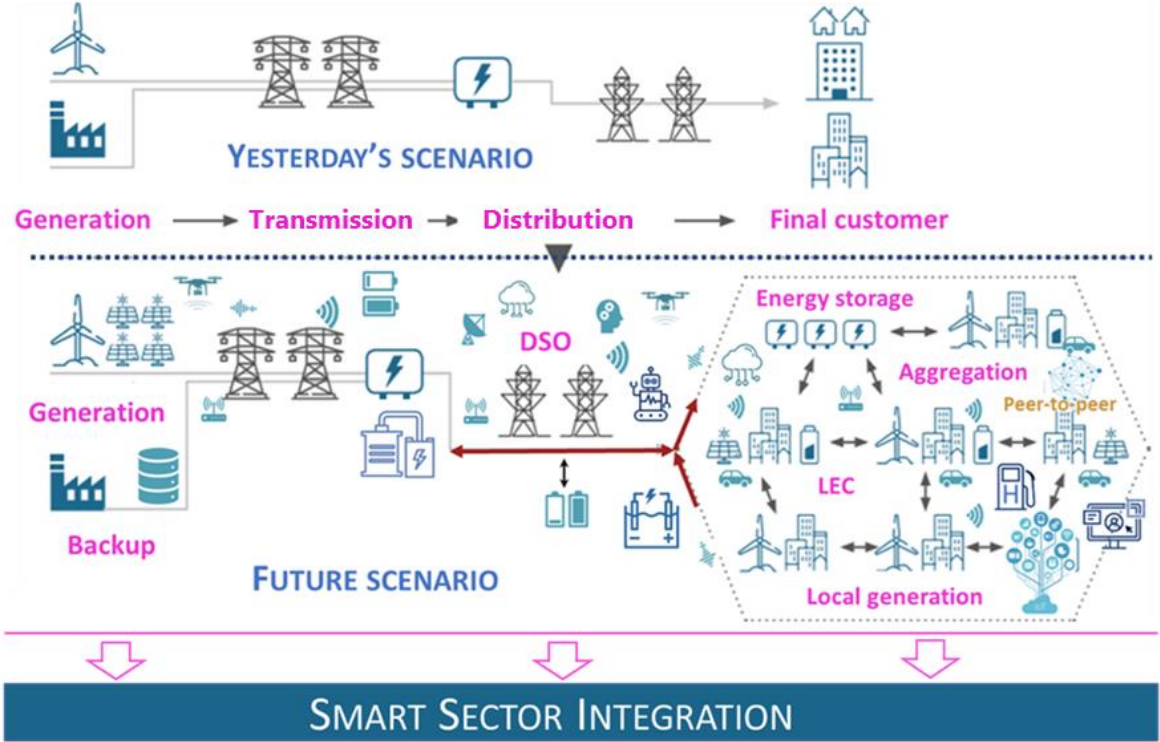 YESTERDAY'S SCENARIO
Generation
Transmission
Distribution
Final customer
Energy storage
DSO
Aggregation
Generation
Peer-to-peer
LEC
H
Backup
FUTURE SCENARIO
Local generation
IoT
SMART SECTOR INTEGRATION